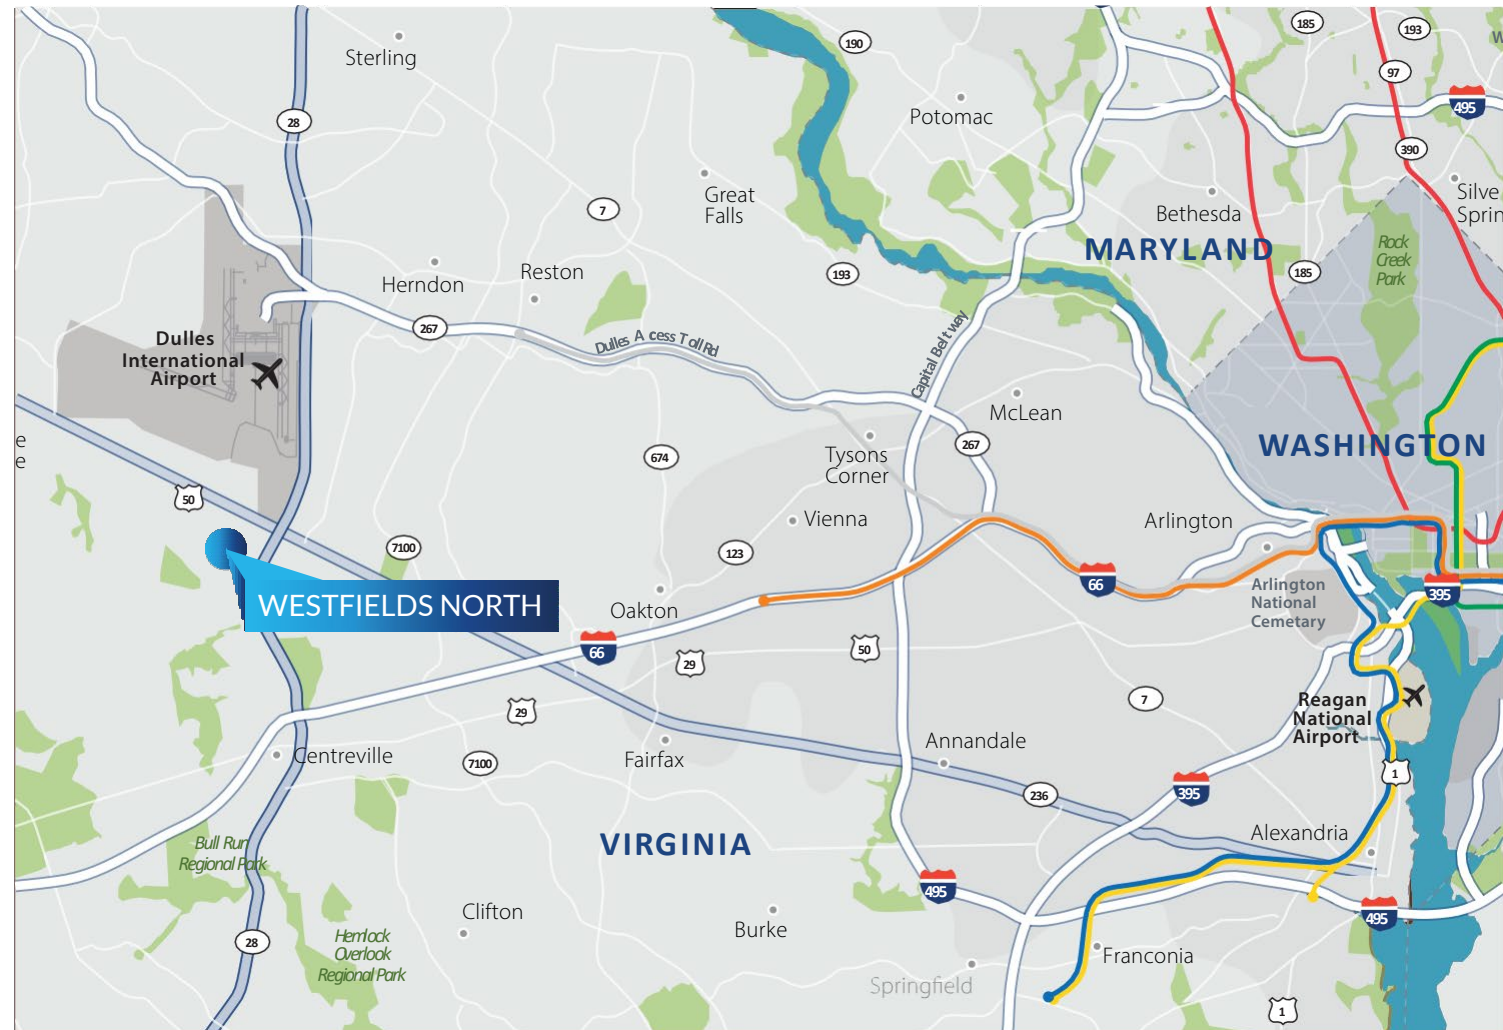 Sterling
190
185
193
W
97
495
28
Potomac
390
Great
Falls
7
Silve
Sprin
Bethesda
MARYLAND
Rock
Creek
Park
193
185
Herndon
Reston
267
Dulles
International
Airport
Dulles A cess Toll Rd
Capital Beltway
McLean
e
e
674
Tysons
Corner
267
WASHINGTON
50
Vienna
Arlington
7100
123
66
Arlington
National
Cemetary
395
WESTFIELDS NORTH
Oakton
66
29
50
29
7
Reagan
National
Airport
Centreville
7100
Fairfax
Annandale
1
395
236
Bull Run
Regional Park
VIRGINIA
Alexandria
495
495
Clifton
Burke
28
Hemlock
Overlook
Regional Park
Franconia
Springfield
1